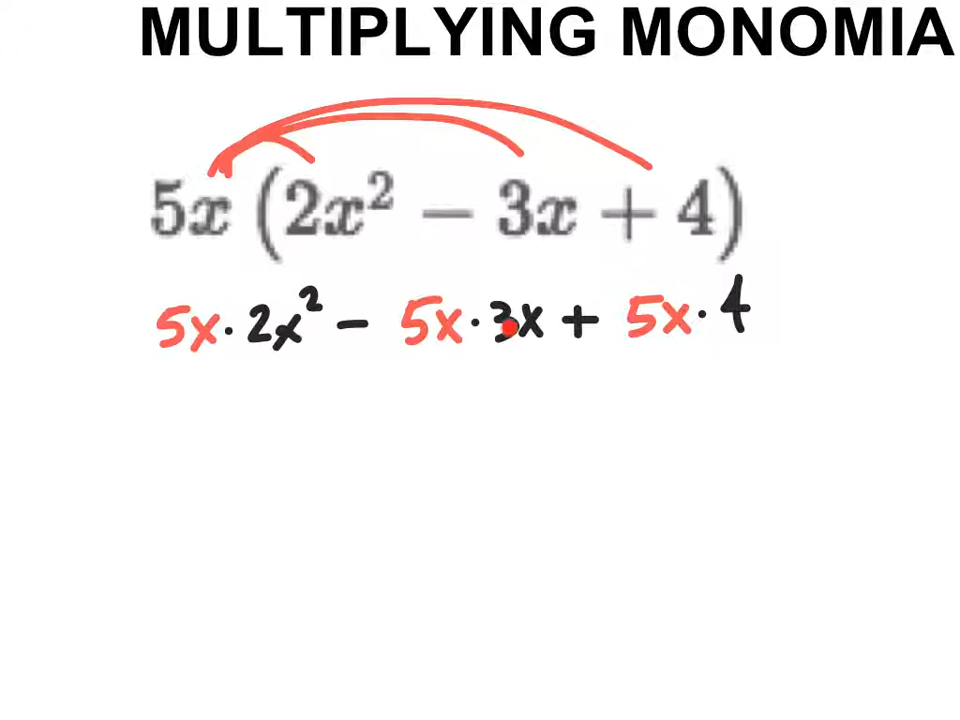 MULTIPLYING MONOMIA
5x (2x² − 3x + 4)
5x · 2x² − 5x · 3x + 5x · 4